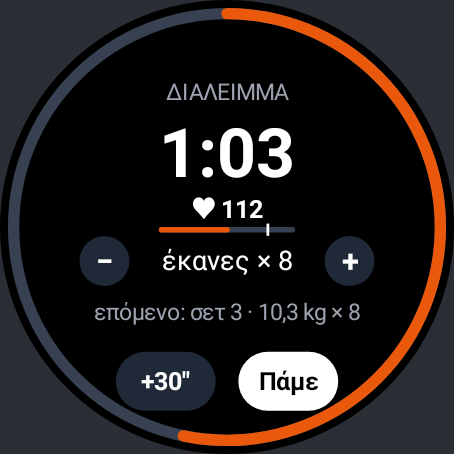 ΔΙΑΛΕΙΜΜΑ
1:03
112
− έκανες × 8 +
επόμενο: σετ 3 · 10,3 kg × 8
+30" Πάμε